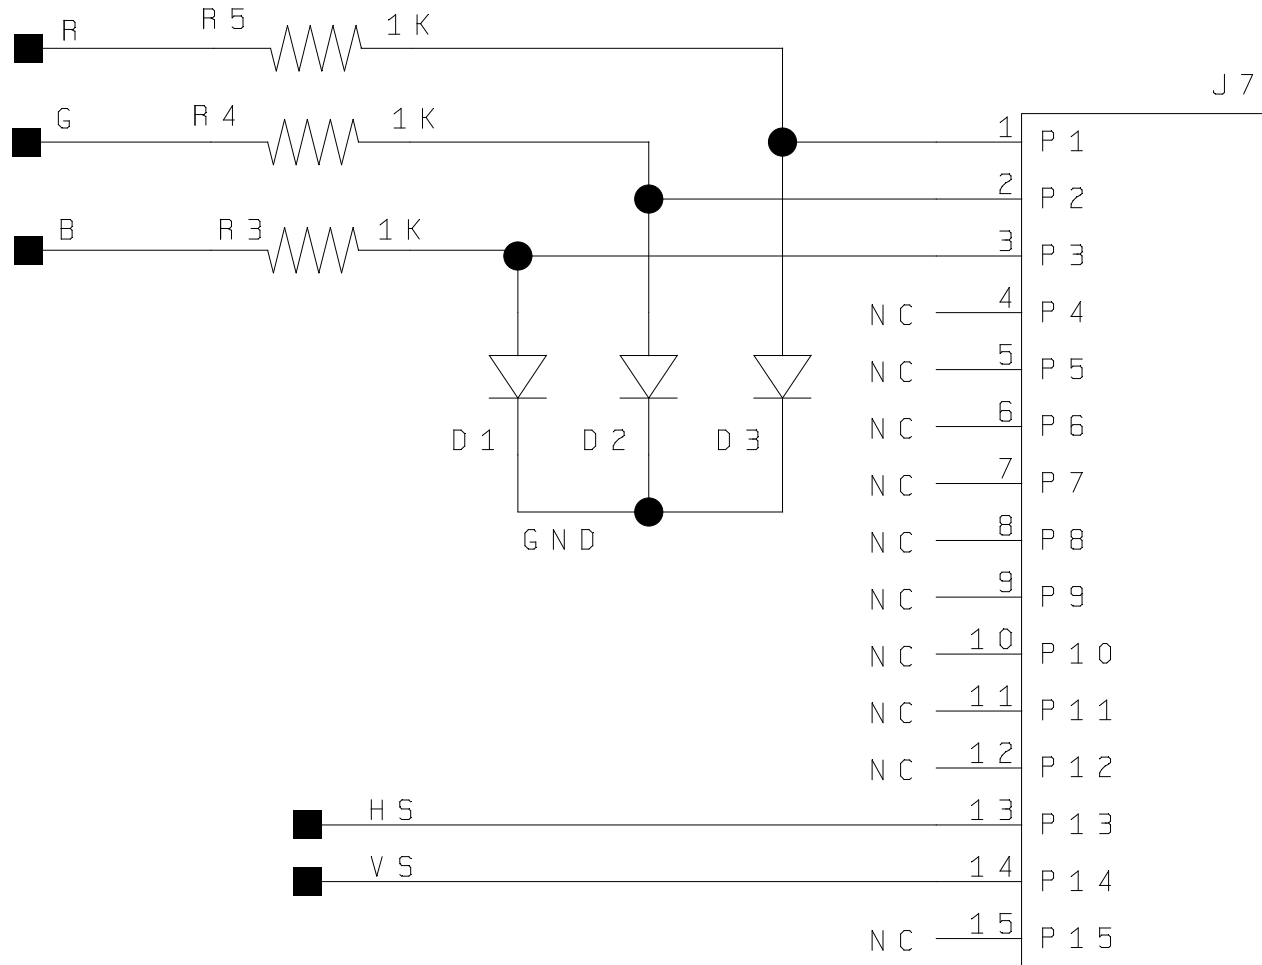 R R5 1K
J7
G R4 1K 1 P1
2 P2
B R3 1K 3 P3
NC 4 P4
NC 5 P5
NC 6 P6
D1 D2 D3
NC 7 P7
GND NC 8 P8
NC 9 P9
NC 10 P10
NC 11 P11
NC 12 P12
HS 13 P13
VS 14 P14
NC 15 P15